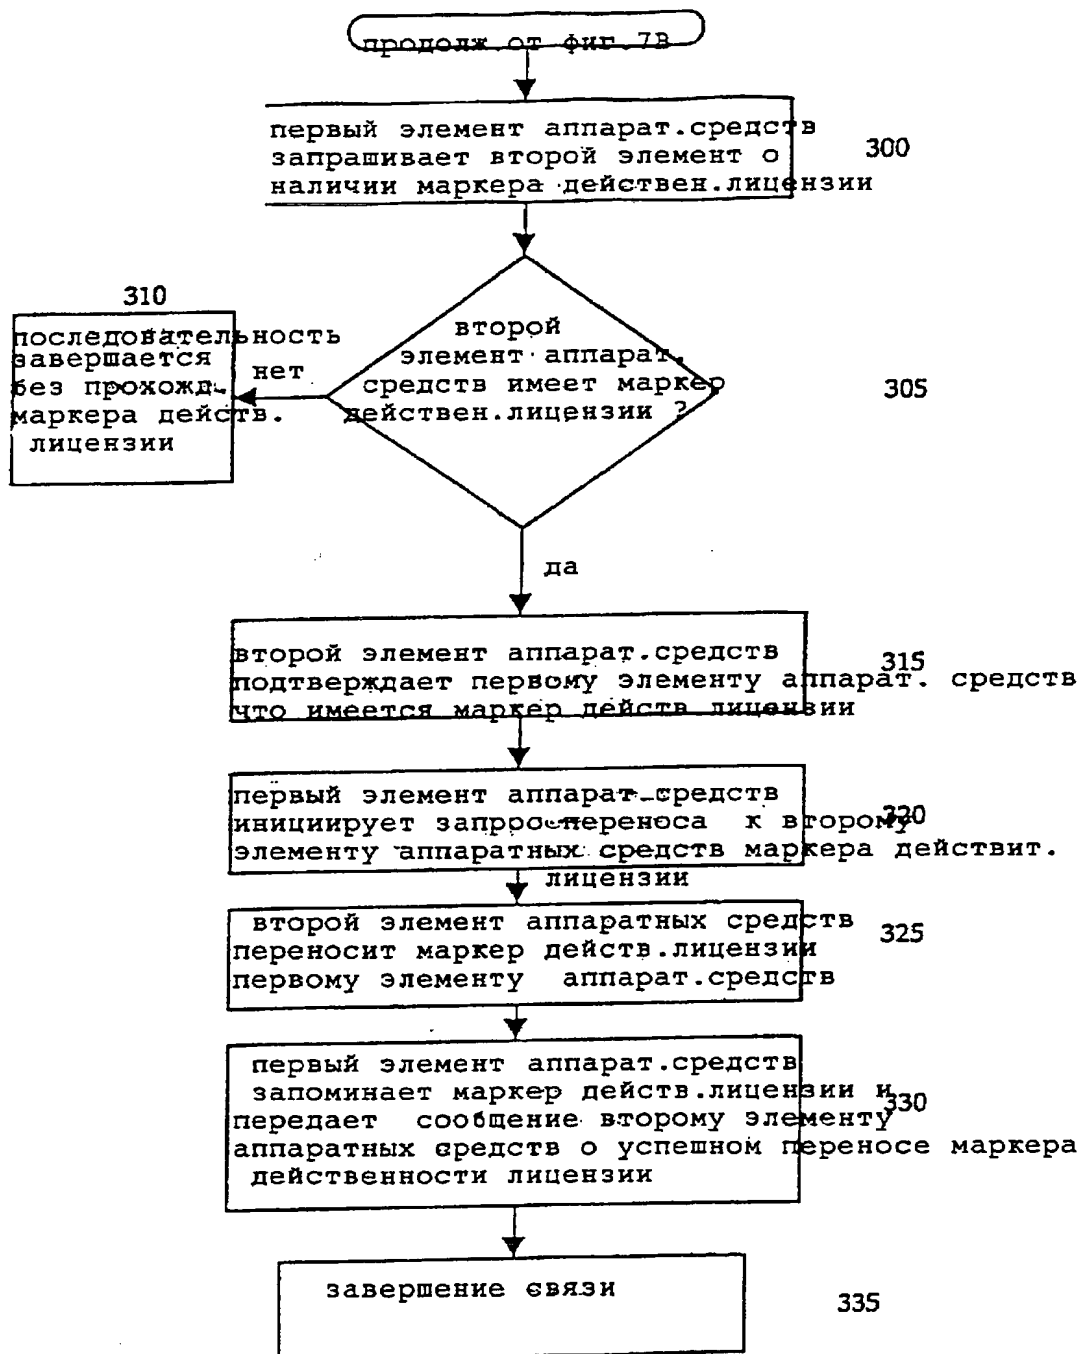 продолж.от фиг.7В
первый элемент аппарат.средств
запрашивает второй элемент о
наличии маркера действен.лицензии
300
второй
элемент аппарат.
средств имеет маркер
действен.лицензии ?
305
310
последовательность
завершается
без прохожд.
маркера действ.
лицензии
нет
да
второй элемент аппарат.средств
подтверждает первому элементу аппарат. средств
что имеется маркер действ лицензии
315
первый элемент аппарат.средств
инициирует запрос переноса к второму
элементу аппаратных средств маркера действит.
лицензии
320
второй элемент аппаратных средств
переносит маркер действ.лицензии
первому элементу аппарат.средств
325
первый элемент аппарат.средств
запоминает маркер действ.лицензии и
передает сообщение второму элементу
аппаратных средств о успешном переносе маркера
действенности лицензии
330
завершение связи
335